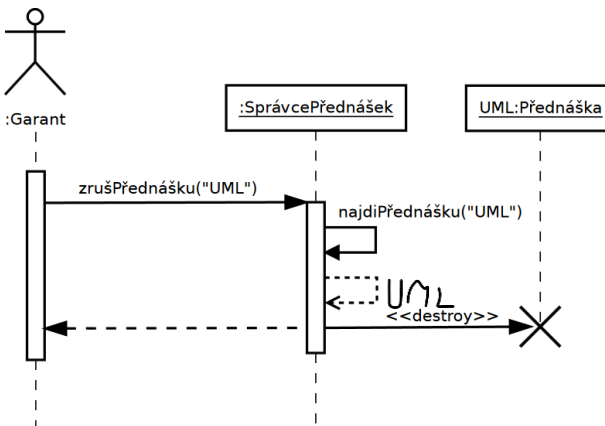 :Garant
:SprávcePřednášek
UML:Přednáška
zrušPřednášku("UML")
najdiPřednášku("UML")
UML
<<destroy>>